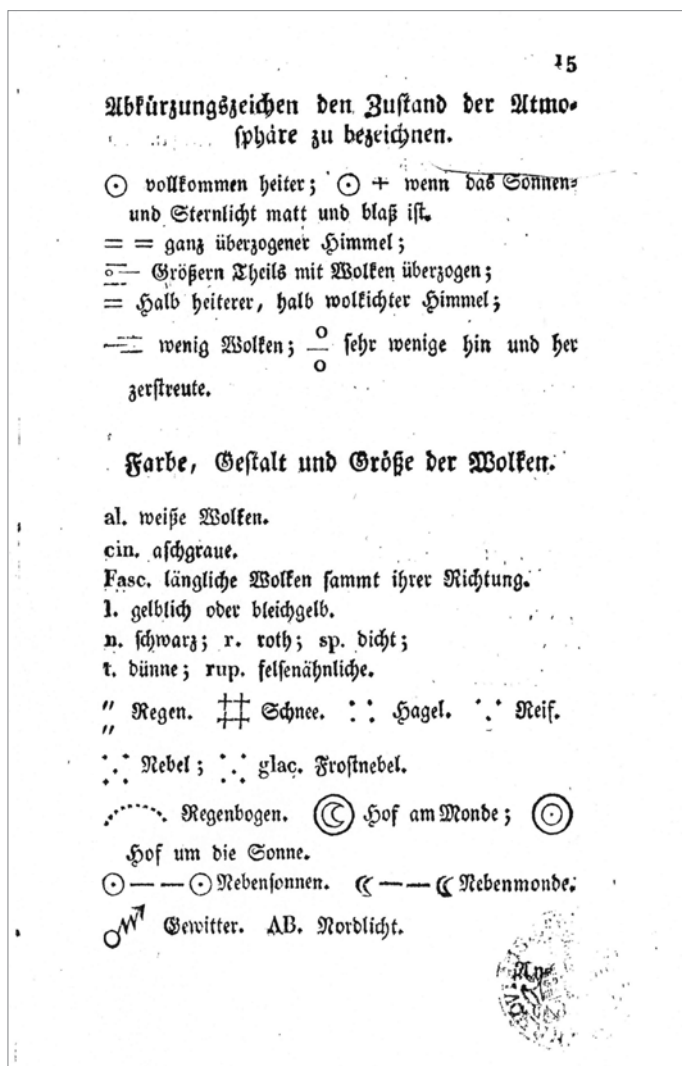 15
Abkürzungszeichen den Zustand der Atmo-
sphäre zu bezeichnen.
☉ vollkommen heiter; ☉ + wenn das Sonnen-
und Sternlicht matt und blaß ist.
= = ganz überzogener Himmel;
Größern Theils mit Wolken überzogen;
= Halb heiterer, halb wolkichter Himmel;
wenig Wolken; o/o sehr wenige hin und her
zerstreute.
Farbe, Gestalt und Größe der Wolken.
al. weiße Wolken.
cin. aschgraue.
Fasc. längliche Wolken sammt ihrer Richtung.
l. gelblich oder bleichgelb.
n. schwarz; r. roth; sp. dicht;
t. dünne; rup. felsenähnliche.
Regen. Schnee. Hagel. Reif.
Nebel; glac. Frostnebel.
Regenbogen. Hof am Monde;
Hof um die Sonne.
☉ — — ☉ Nebensonnen. ☾ — — ☾ Nebenmonde.
Gewitter. AB. Nordlicht.